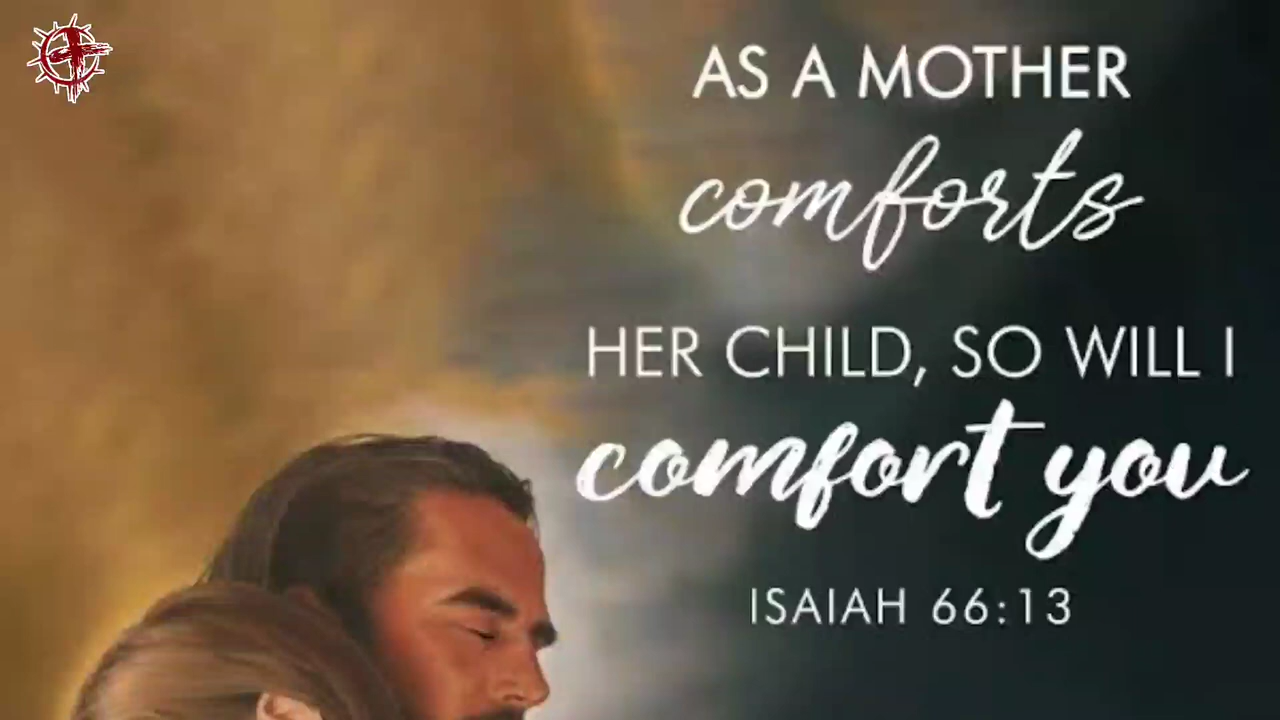 AS A MOTHER
comforts
HER CHILD, SO WILL I
comfort you
ISAIAH 66:13